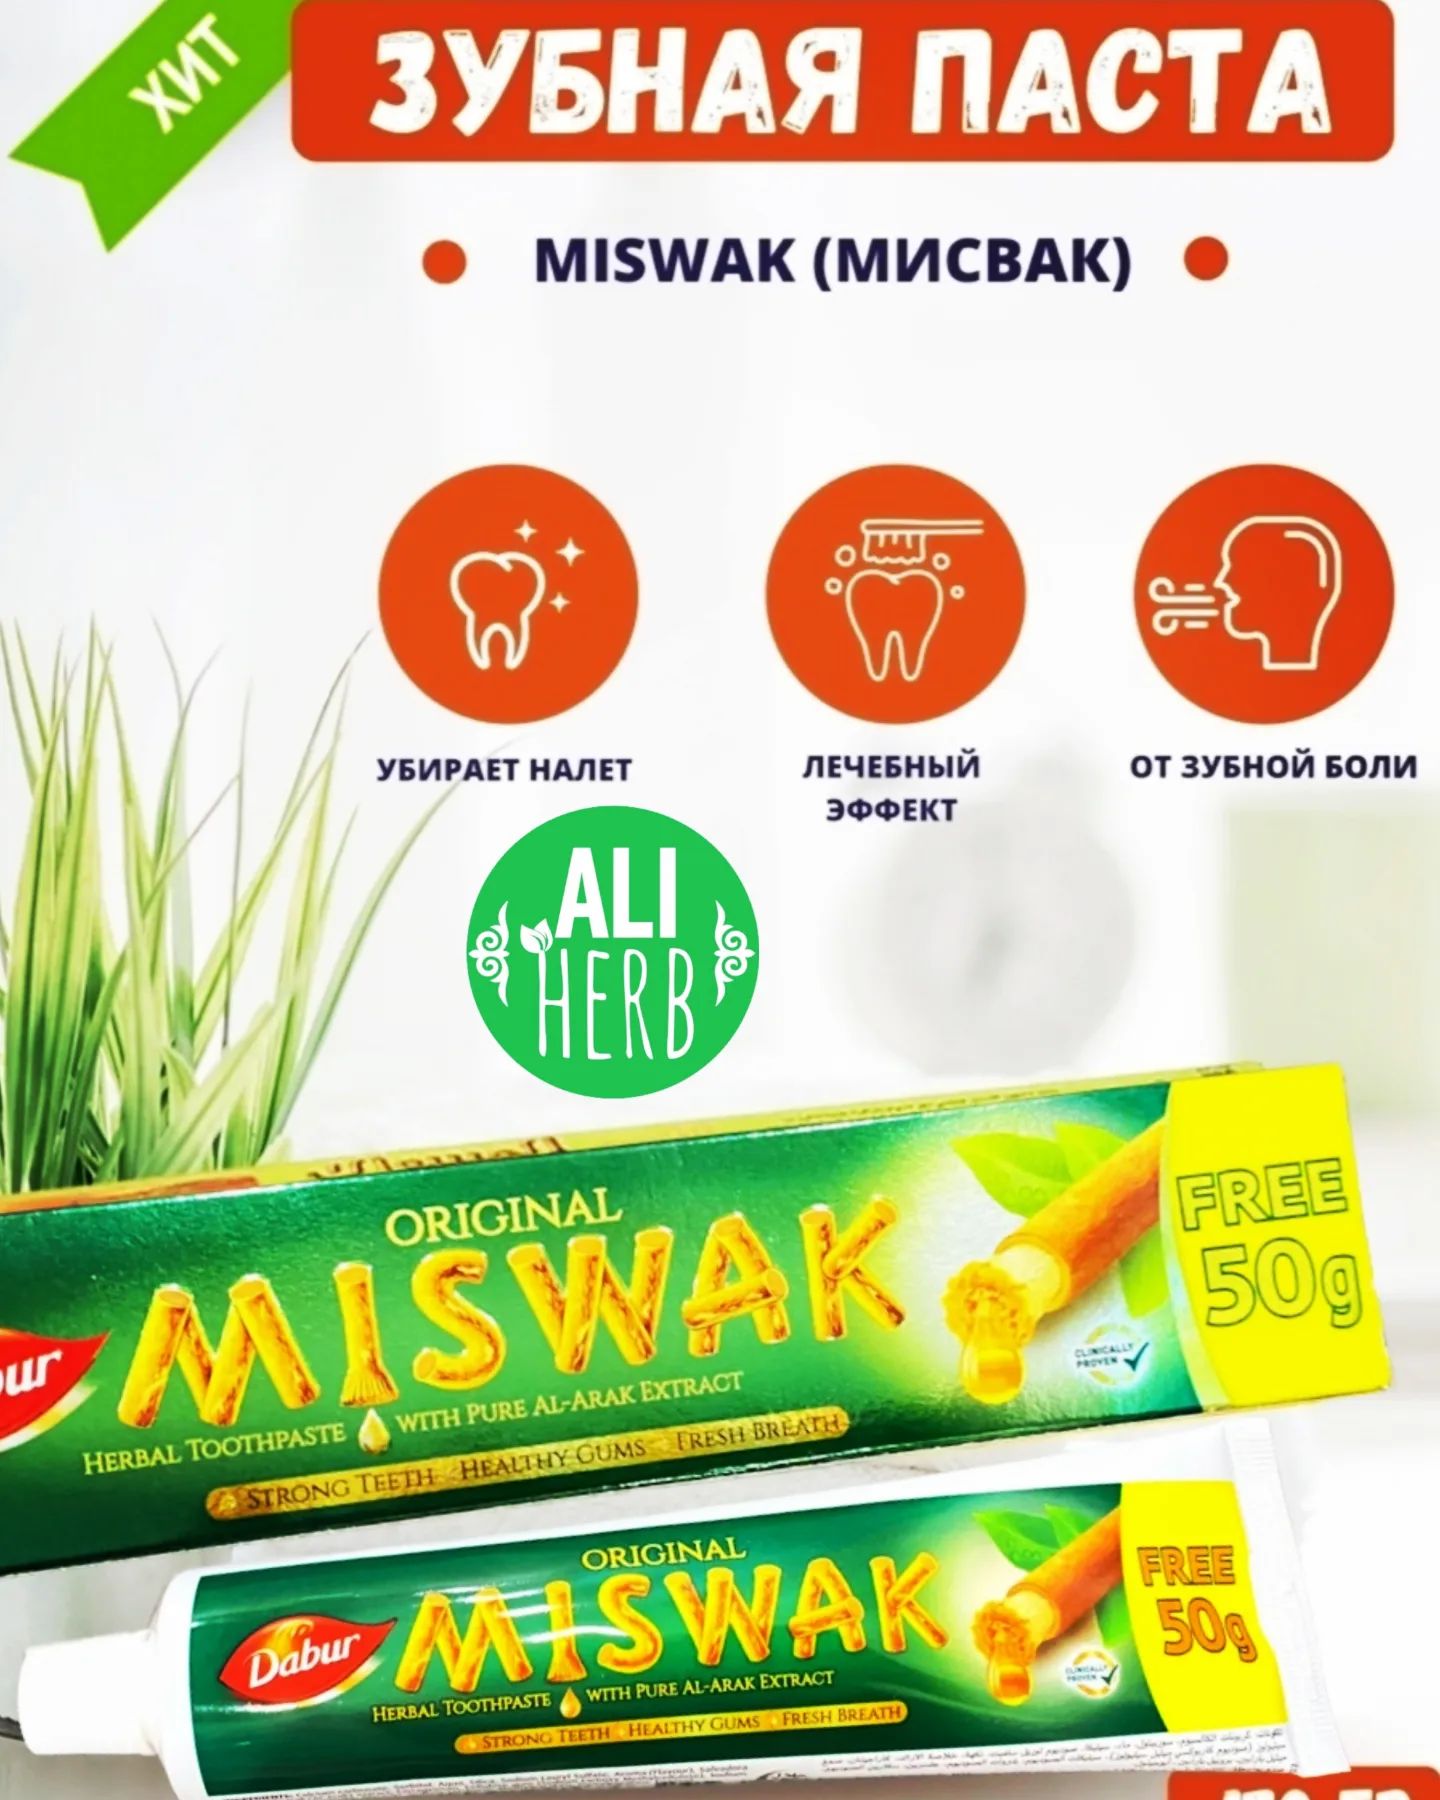 ХИТ
ЗУБНАЯ ПАСТА
MISWAK (МИСВАК)
УБИРАЕТ НАЛЕТ
ЛЕЧЕБНЫЙ
ЭФФЕКТ
ОТ ЗУБНОЙ БОЛИ
ALI
HERB
ORIGINAL
MISWAK
HERBAL TOOTHPASTE WITH PURE AL-ARAK EXTRACT
STRONG TEETH HEALTHY GUMS FRESH BREATH
CLINICALLY
PROVEN
FREE
50g
Dabur
ORIGINAL
MISWAK
HERBAL TOOTHPASTE WITH PURE AL-ARAK EXTRACT
STRONG TEETH HEALTHY GUMS FRESH BREATH
CLINICALLY
PROVEN
FREE
50g